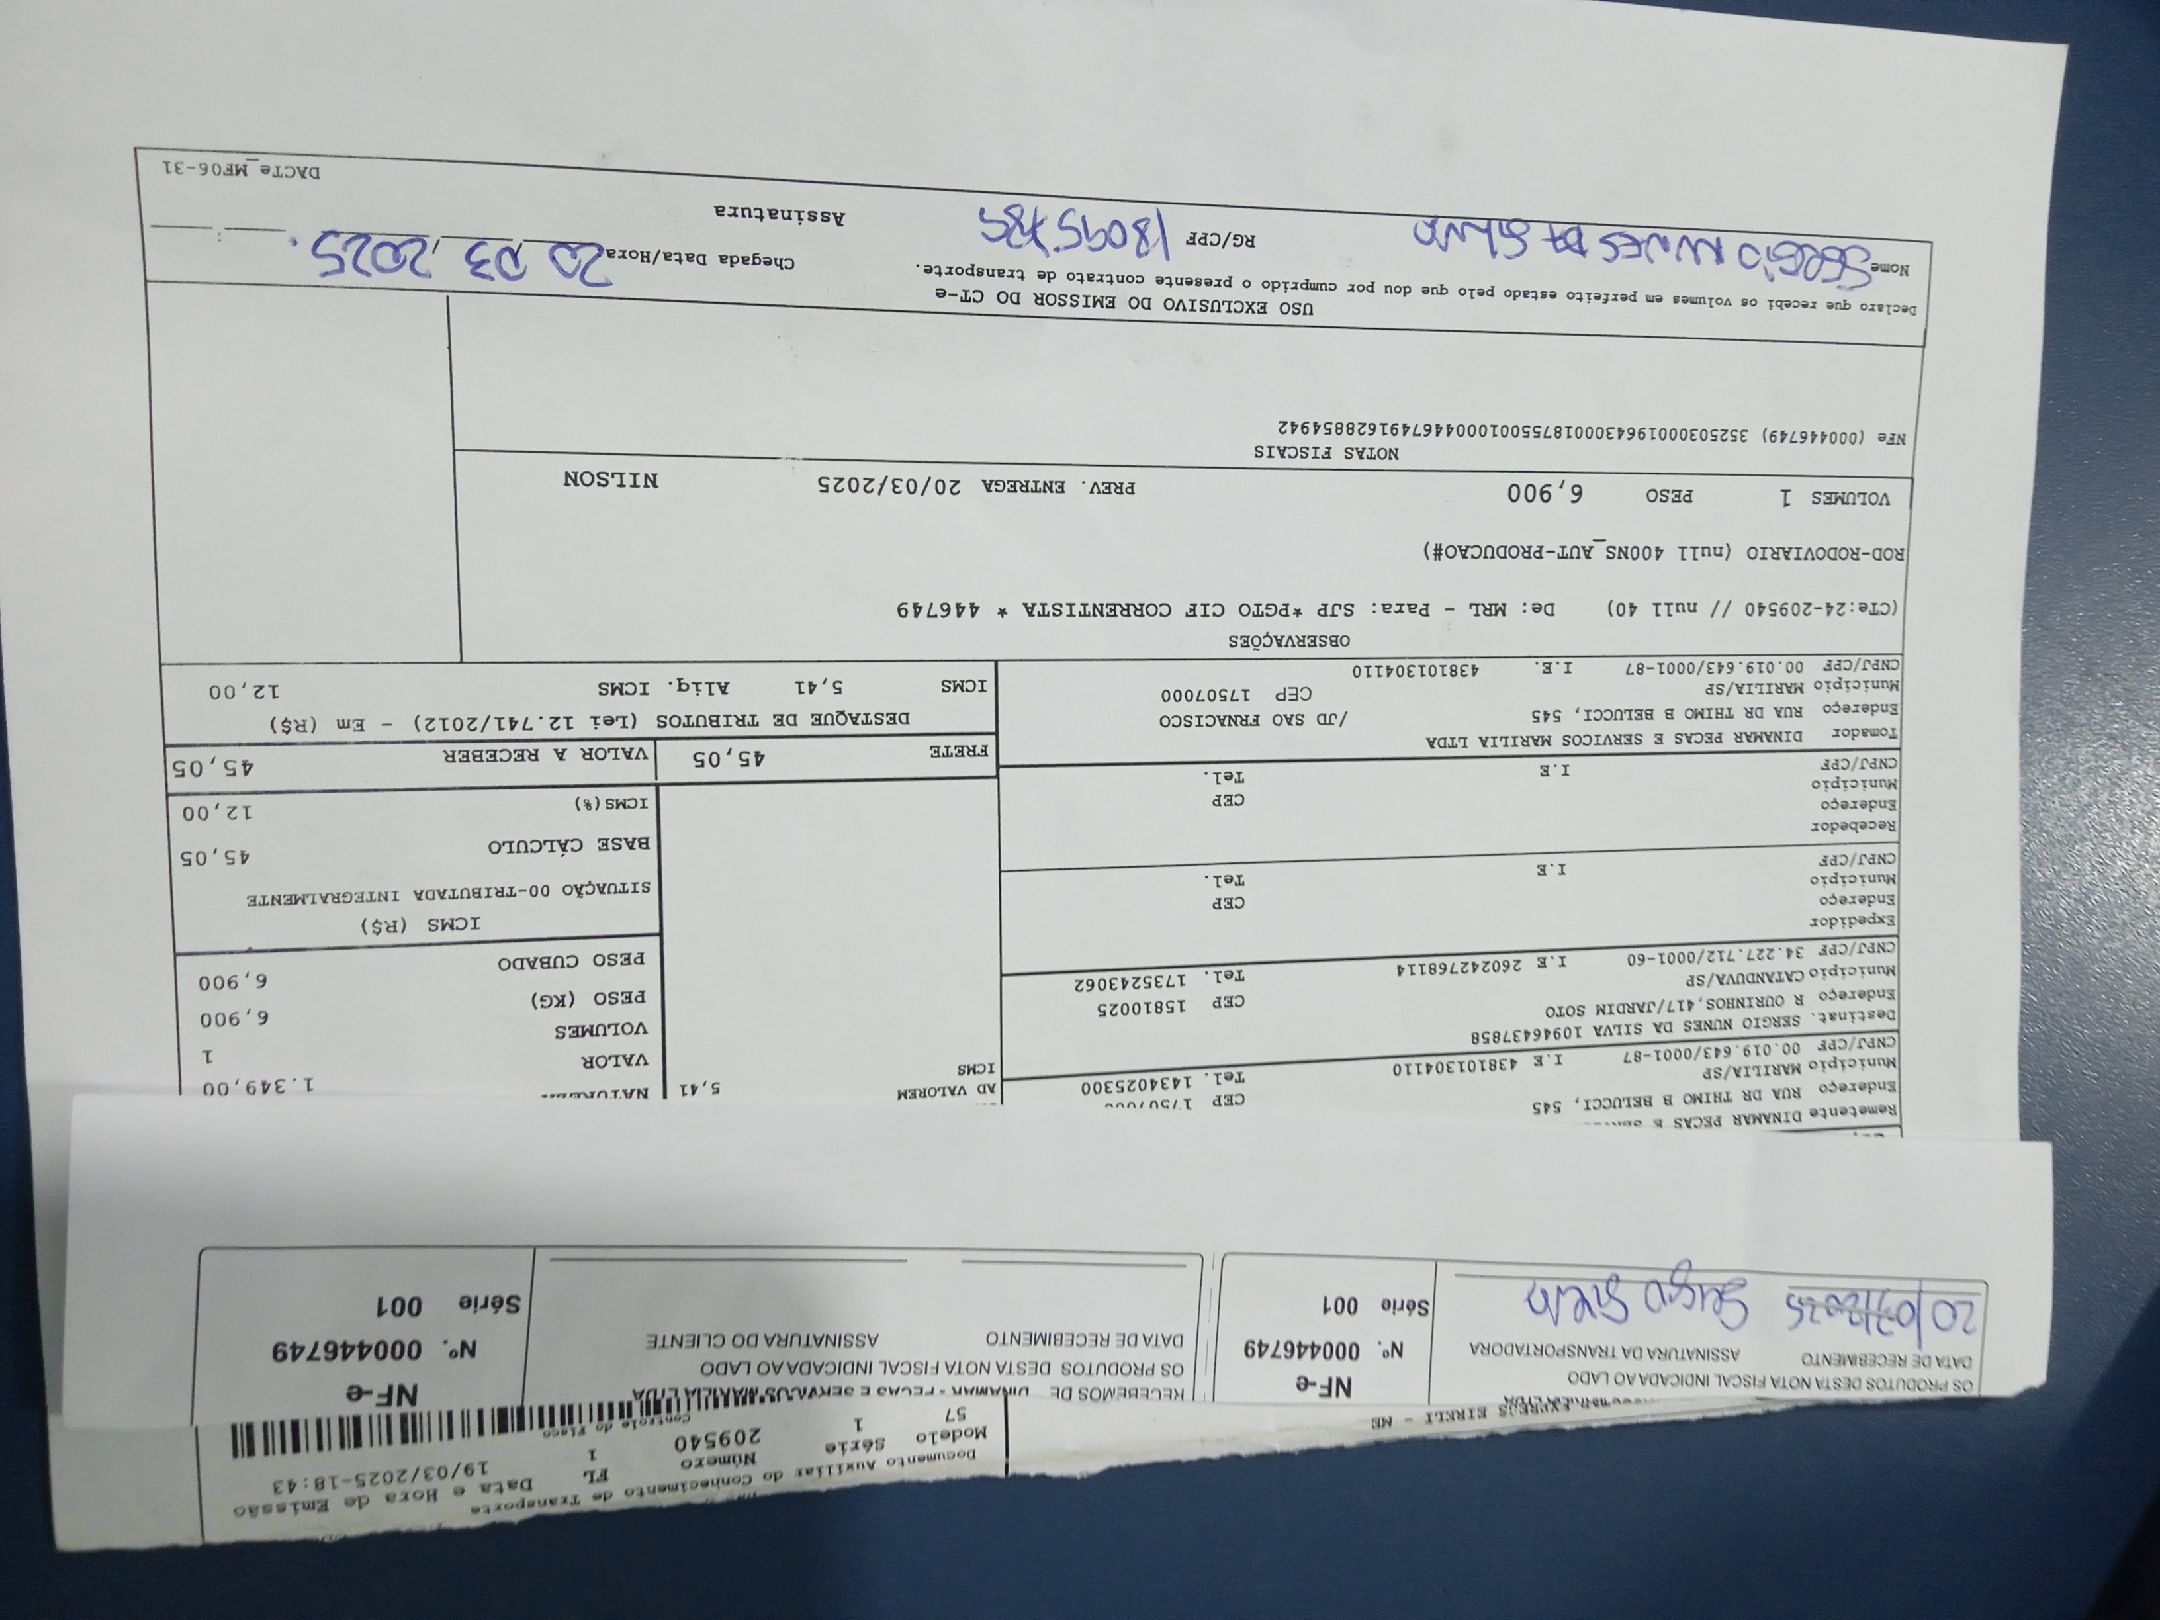 Documento Auxiliar do Conhecimento de Transporte
Modelo Série Número FL Data e Hora de Emissão
57 1 209540 1 19/03/2025-18:43
Controle do Fisco
EXPRESS EIRELI - ME
OS PRODUTOS DESTA NOTA FISCAL INDICADA AO LADO
DATA DE RECEBIMENTO ASSINATURA DA TRANSPORTADORA
20/03/2025 Sergio Silva
NF-e
Nº. 000446749
Série 001
RECEBEMOS DE DINAMAR - PECAS E SERVICOS MARILIA LTDA
OS PRODUTOS DESTA NOTA FISCAL INDICADA AO LADO
DATA DE RECEBIMENTO ASSINATURA DO CLIENTE
NF-e
Nº. 000446749
Série 001
Remetente DINAMAR PECAS E
Endereço RUA DR THIMO B BELUCCI, 545
CEP
Município MARILIA/SP
Tel. 1434025300
CNPJ/CPF 00.019.643/0001-87 I.E 438101304110
Destinat. SERGIO NUNES DA SILVA 10946437858
Endereço R OURINHOS,417/JARDIM SOTO
CEP 15810025
Município CATANDUVA/SP
Tel. 1735243062
CNPJ/CPF 34.227.712/0001-60 I.E 260242768114
Expedidor
Endereço
CEP
Município
Tel.
CNPJ/CPF I.E
Recebedor
Endereço
CEP
Município
Tel.
CNPJ/CPF I.E
Tomador DINAMAR PECAS E SERVICOS MARILIA LTDA
Endereço RUA DR THIMO B BELUCCI, 545 /JD SAO FRNACISCO
Município MARILIA/SP CEP 17507000
CNPJ/CPF 00.019.643/0001-87 I.E. 438101304110
AD VALOREM
ICMS 5,41
VALOR 1.349,00
VOLUMES 1
PESO (KG) 6,900
PESO CUBADO 6,900
ICMS (R$)
SITUAÇÃO 00-TRIBUTADA INTEGRALMENTE
BASE CÁLCULO 45,05
ICMS(%) 12,00
FRETE 45,05 VALOR A RECEBER 45,05
DESTAQUE DE TRIBUTOS (Lei 12.741/2012) - Em (R$)
ICMS 5,41 Aliq. ICMS 12,00
OBSERVAÇÕES
(CTe:24-209540 // null 40) De: MRL - Para: SJP *PGTO CIF CORRENTISTA * 446749
ROD-RODOVIARIO (null 400NS_AUT-PRODUCAO#)
VOLUMES 1 PESO 6,900 PREV. ENTREGA 20/03/2025 NILSON
NOTAS FISCAIS
NFe (000446749) 35250300019643000187550010004467491628854942
USO EXCLUSIVO DO EMISSOR DO CT-e
Declaro que recebi os volumes em perfeito estado pelo que dou por cumprido o presente contrato de transporte.
Nome SERGIO NUNES DA SILVA RG/CPF Assinatura Chegada Data/Hora 20 03 2025
DACTe_MF06-31